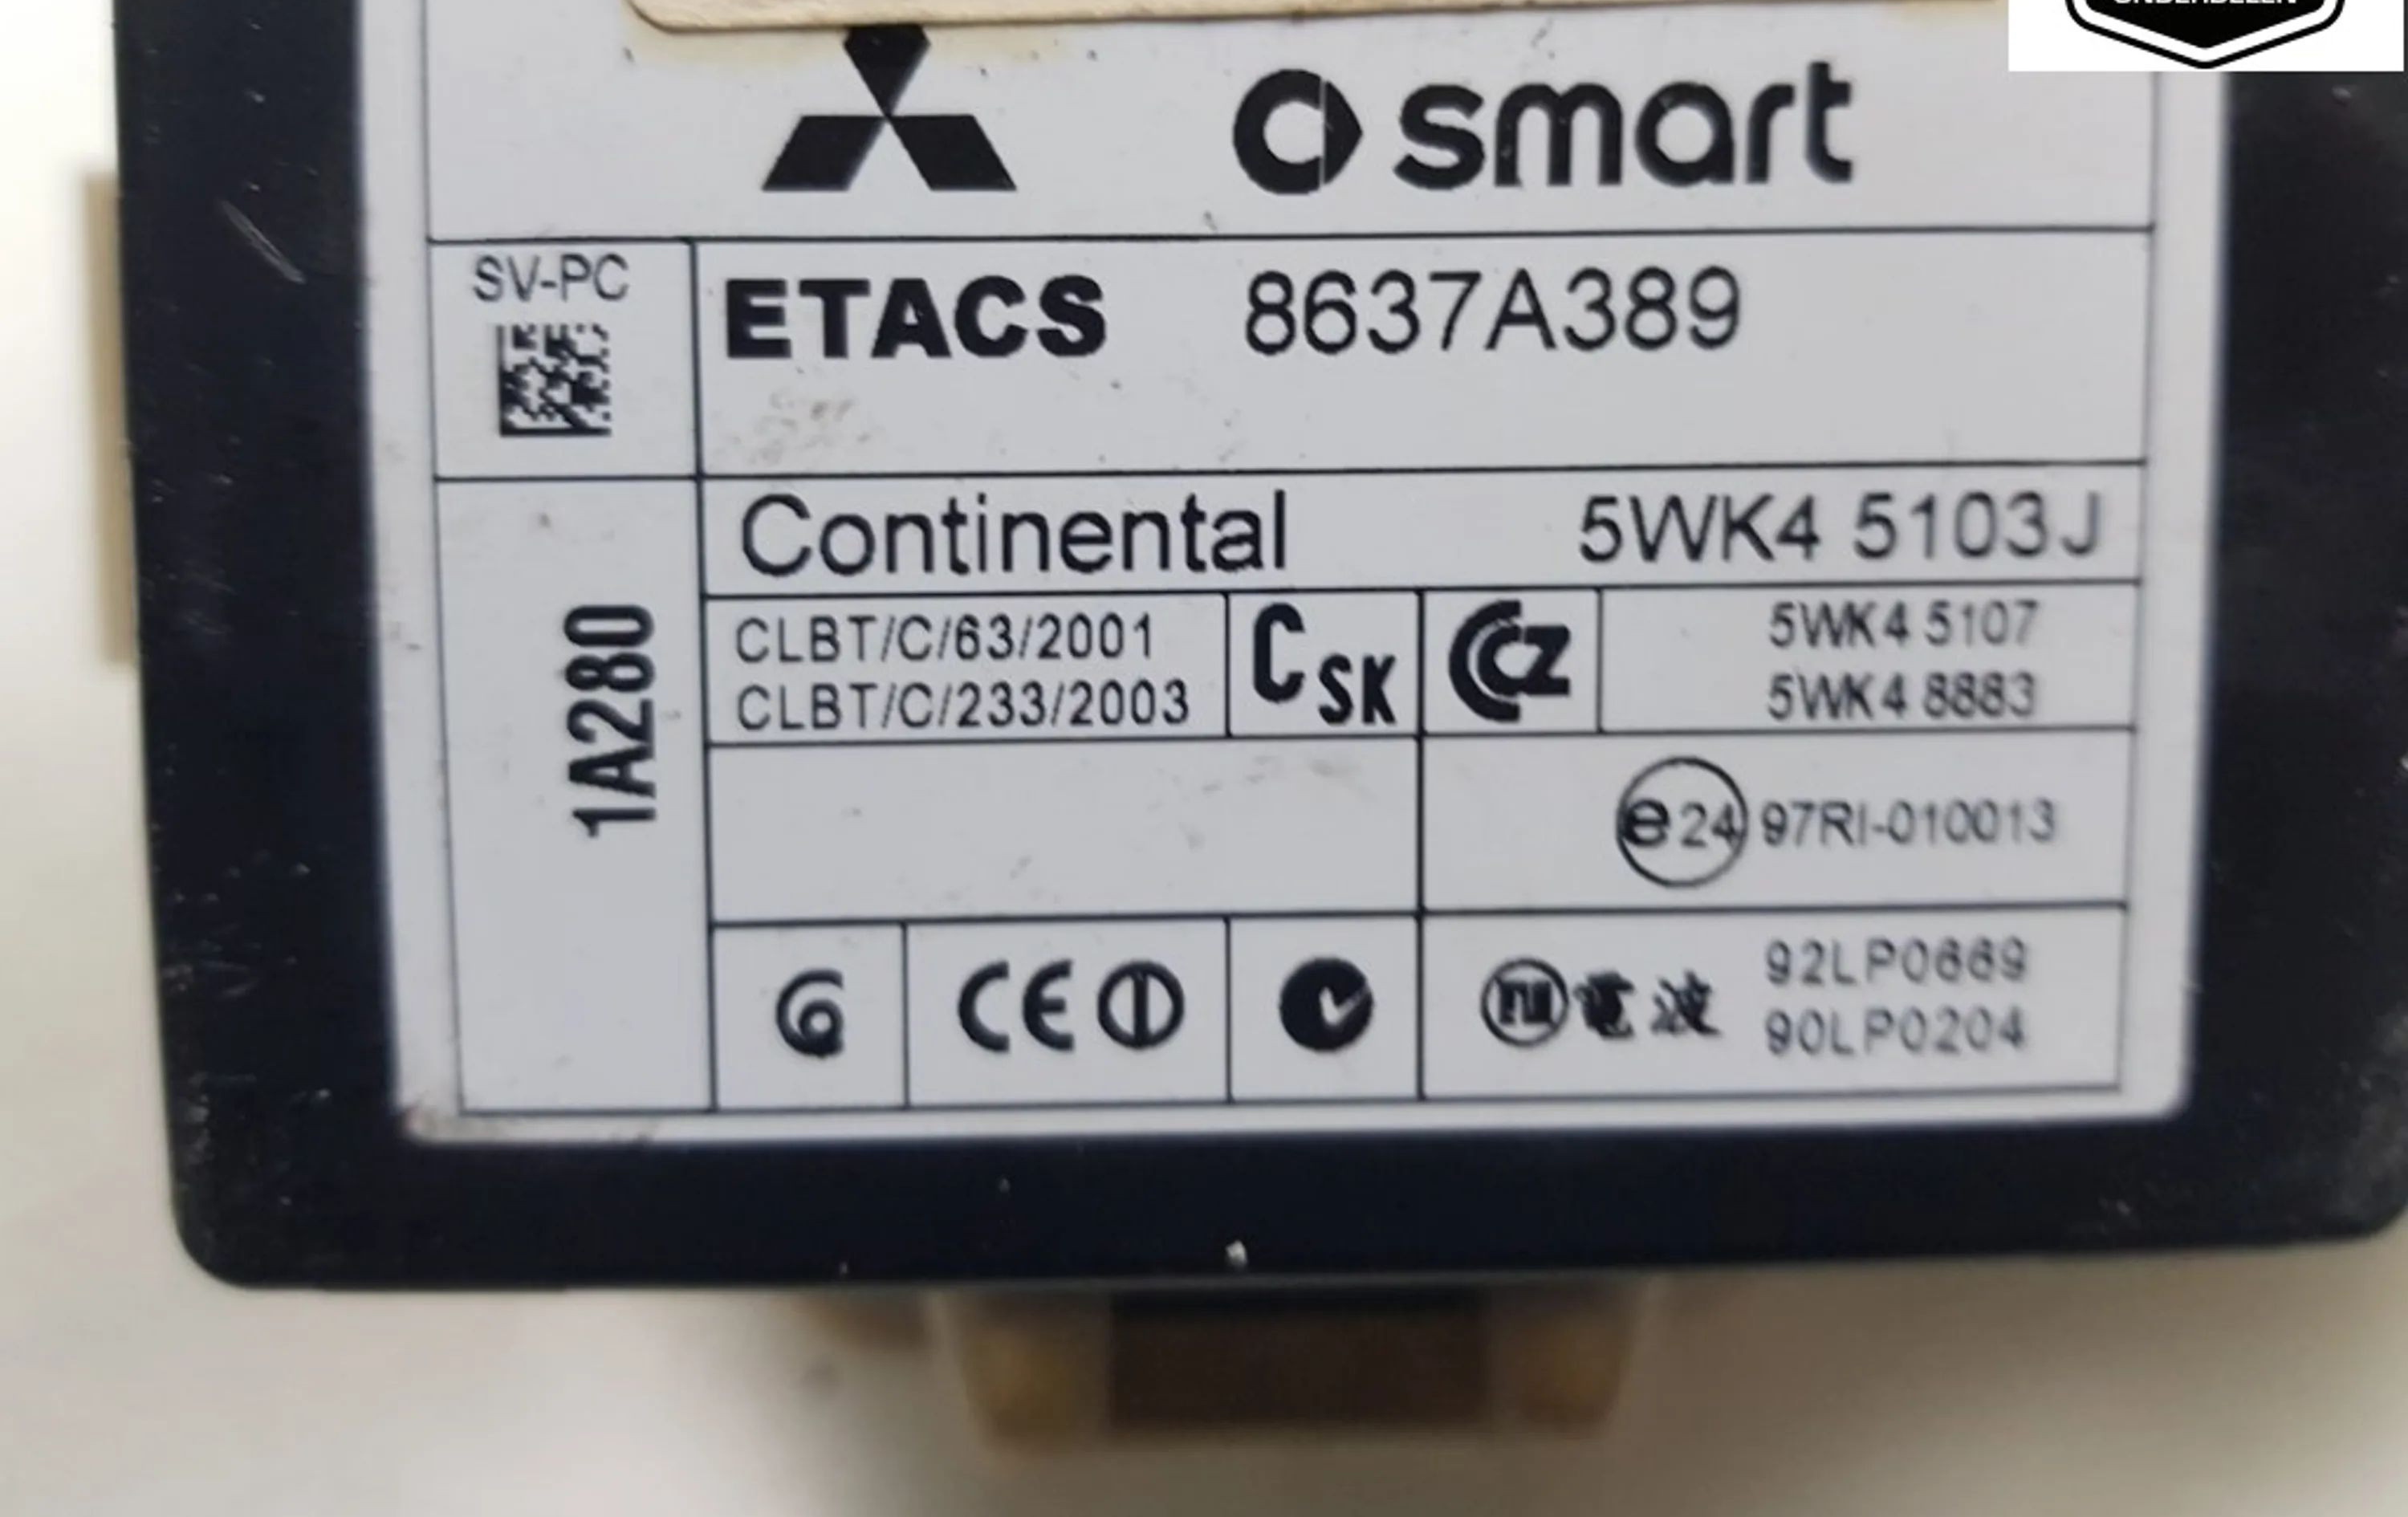 smart
SV-PC
ETACS 8637A389
Continental 5WK4 5103J
1A280
CLBT/C/63/2001
CLBT/C/233/2003
CSK
CCZ
5WK4 5107
5WK4 8883
e24 97RI-010013
CE
電波
92LP0669
90LP0204